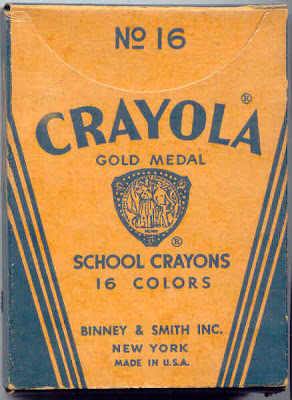 No 16
CRAYOLA®
GOLD MEDAL
®
SCHOOL CRAYONS
16 COLORS
BINNEY & SMITH INC.
NEW YORK
MADE IN U.S.A.